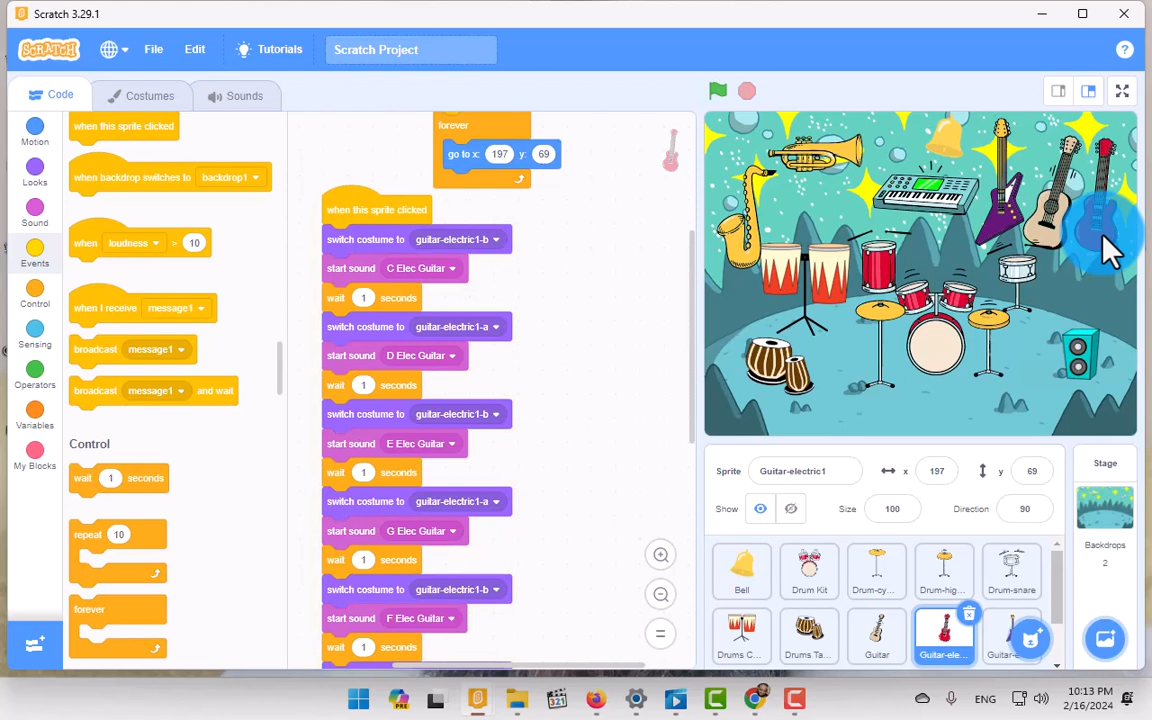 Scratch 3.29.1
SCRATCH File Edit Tutorials Scratch Project ?
Code Costumes Sounds
Motion
Looks
Sound
Events
Control
Sensing
Operators
Variables
My Blocks
when this sprite clicked
when backdrop switches to backdrop1
when loudness > 10
when I receive message1
broadcast message1
broadcast message1 and wait
Control
wait 1 seconds
repeat 10
forever
forever
go to x: 197 y: 69
when this sprite clicked
switch costume to guitar-electric1-b
start sound C Elec Guitar
wait 1 seconds
switch costume to guitar-electric1-a
start sound D Elec Guitar
wait 1 seconds
switch costume to guitar-electric1-b
start sound E Elec Guitar
wait 1 seconds
switch costume to guitar-electric1-a
start sound G Elec Guitar
wait 1 seconds
switch costume to guitar-electric1-b
start sound F Elec Guitar
wait 1 seconds
Sprite Guitar-electric1 x 197 y 69
Show Size 100 Direction 90
Bell Drum Kit Drum-cy... Drum-hig... Drum-snare
Drums C... Drums Ta... Guitar Guitar-ele... Guitar-e
Stage
Backdrops
2
ENG
10:13 PM
2/16/2024